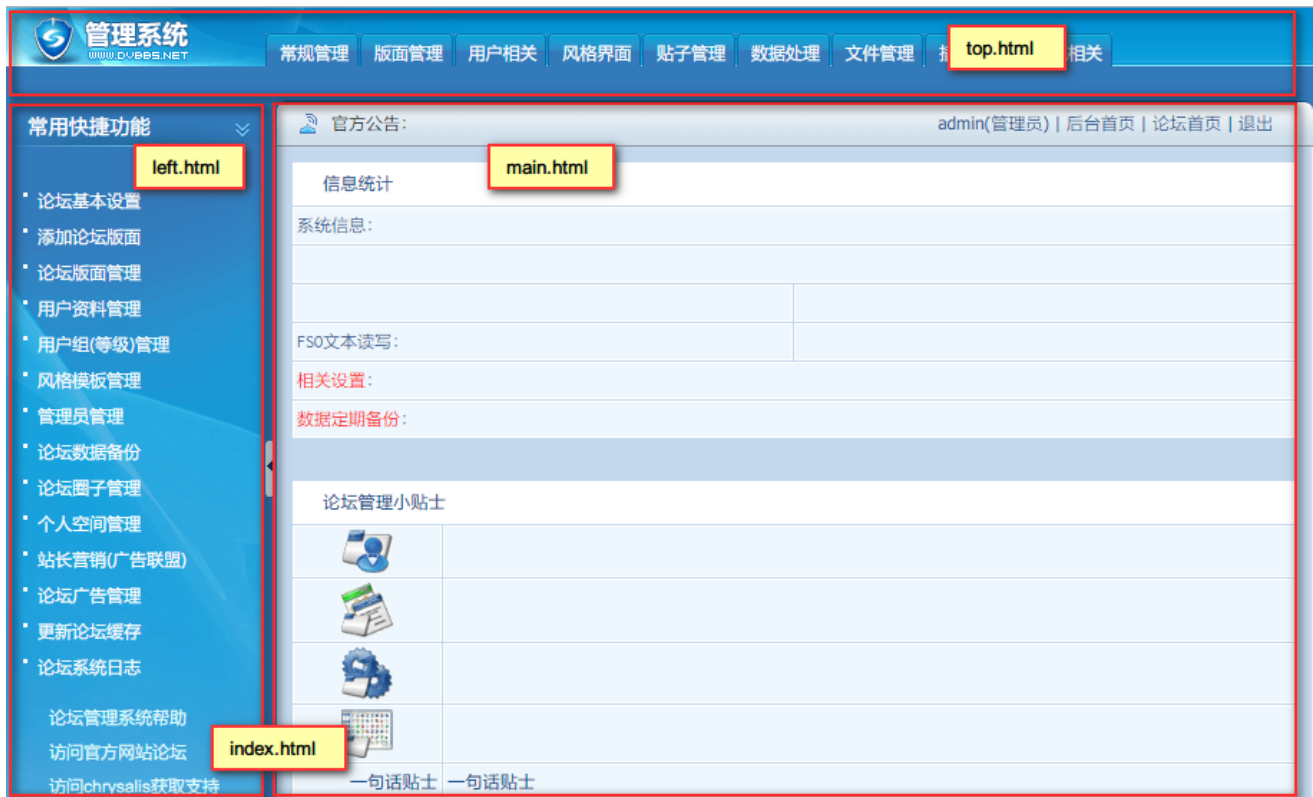 管理系统
WWW.DVBBS.NET
常规管理 版面管理 用户相关 风格界面 贴子管理 数据处理 文件管理 top.html 相关
常用快捷功能
left.html
论坛基本设置
添加论坛版面
论坛版面管理
用户资料管理
用户组(等级)管理
风格模板管理
管理员管理
论坛数据备份
论坛圈子管理
个人空间管理
站长营销(广告联盟)
论坛广告管理
更新论坛缓存
论坛系统日志
论坛管理系统帮助
访问官方网站论坛
访问chrysalis获取支持
index.html
官方公告: admin(管理员) | 后台首页 | 论坛首页 | 退出
main.html
信息统计
系统信息:
FSO文本读写:
相关设置:
数据定期备份:
论坛管理小贴士
一句话贴士 一句话贴士